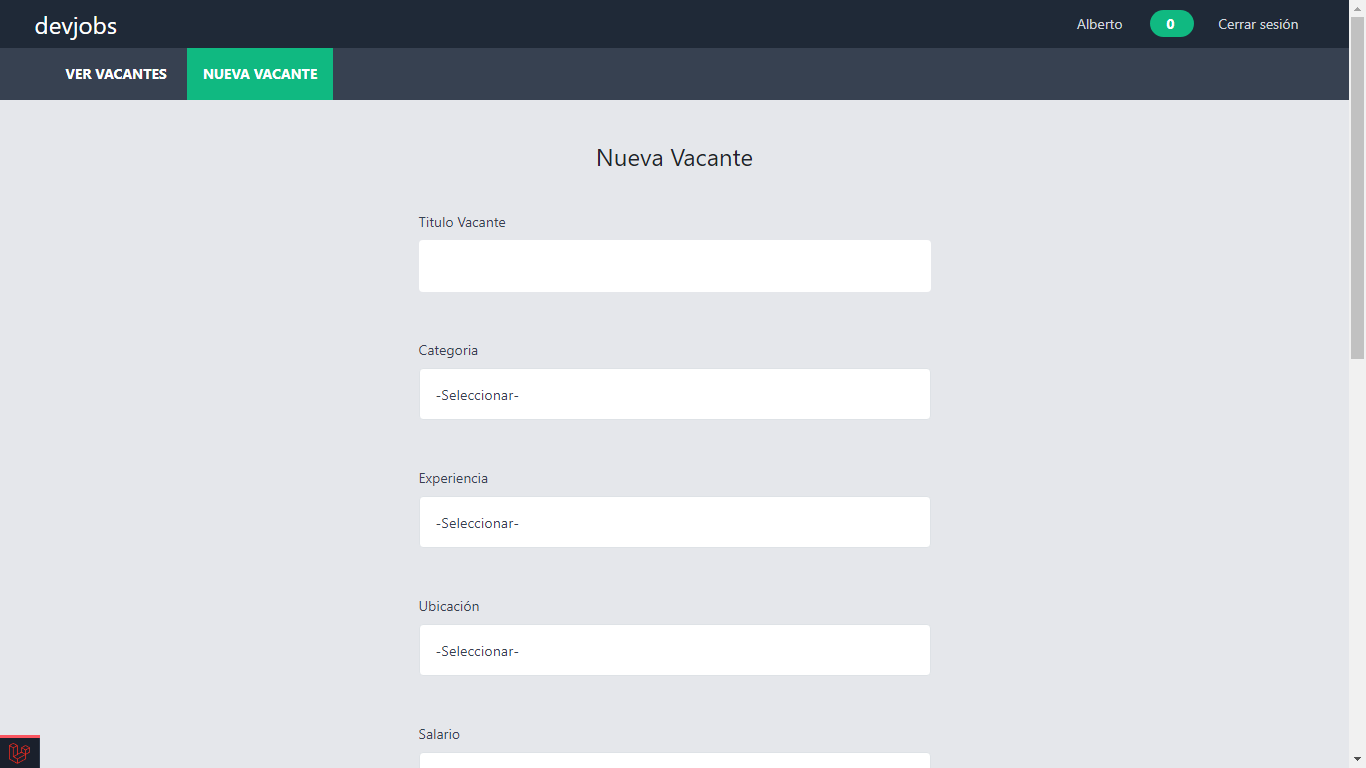 devjobs
Alberto 0 Cerrar sesión
VER VACANTES NUEVA VACANTE
Nueva Vacante
Titulo Vacante
Categoria
-Seleccionar-
Experiencia
-Seleccionar-
Ubicación
-Seleccionar-
Salario